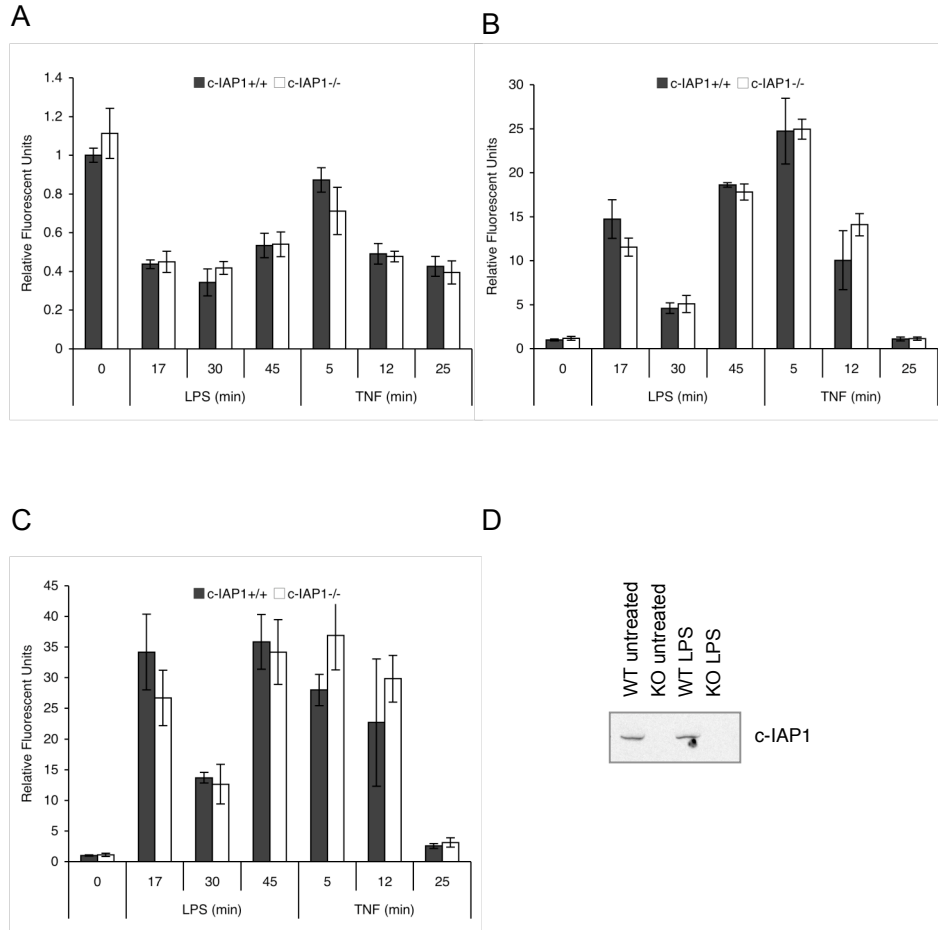 A
Relative Fluorescent Units
c-IAP1+/+ c-IAP1-/-
1.4
1.2
1
0.8
0.6
0.4
0.2
0
0 17 30 45 5 12 25
LPS (min) TNF (min)
B
Relative Fluorescent Units
c-IAP1+/+ c-IAP1-/-
30
25
20
15
10
5
0
0 17 30 45 5 12 25
LPS (min) TNF (min)
C
Relative Fluorescent Units
c-IAP1+/+ c-IAP1-/-
45
40
35
30
25
20
15
10
5
0
0 17 30 45 5 12 25
LPS (min) TNF (min)
D
WT untreated
KO untreated
WT LPS
KO LPS
c-IAP1